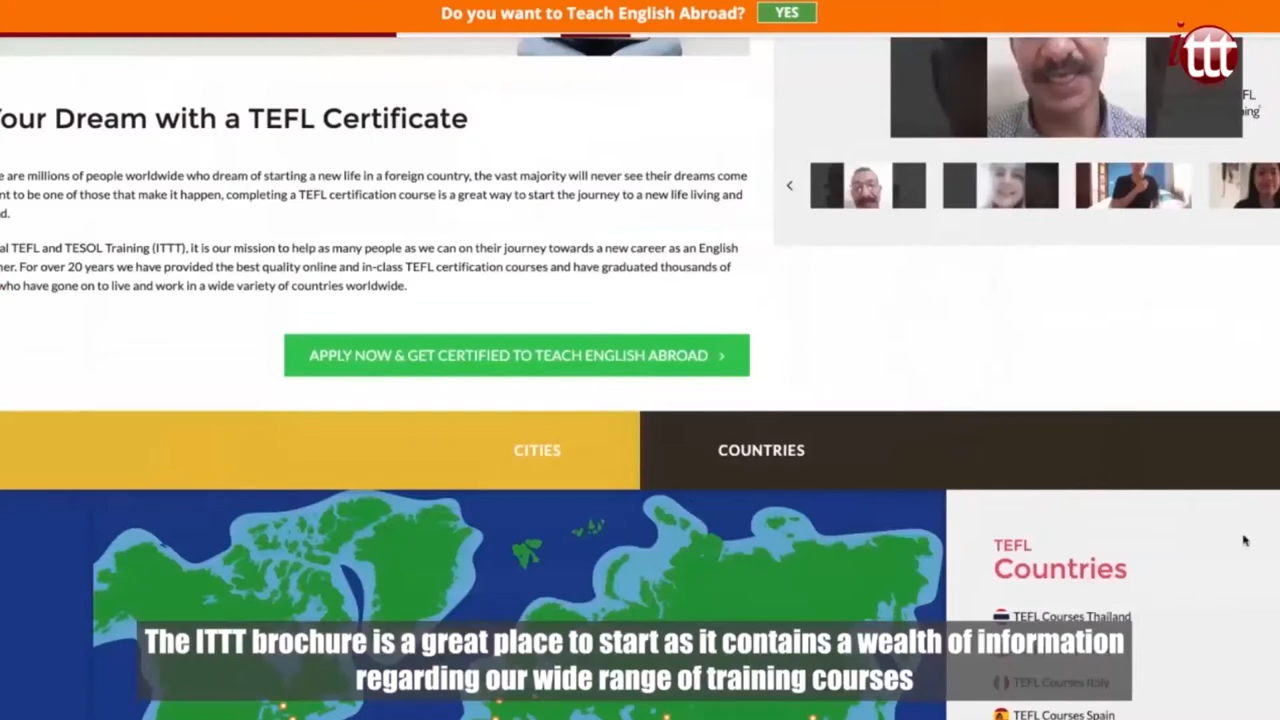 Do you want to Teach English Abroad? YES
ittt
FL
ing
our Dream with a TEFL Certificate
e are millions of people worldwide who dream of starting a new life in a foreign country, the vast majority will never see their dreams come
nt to be one of those that make it happen, completing a TEFL certification course is a great way to start the journey to a new life living and
d.
al TEFL and TESOL Training (ITTT), it is our mission to help as many people as we can on their journey towards a new career as an English
her. For over 20 years we have provided the best quality online and in-class TEFL certification courses and have graduated thousands of
who have gone on to live and work in a wide variety of countries worldwide.
APPLY NOW & GET CERTIFIED TO TEACH ENGLISH ABROAD
CITIES
COUNTRIES
TEFL
Countries
TEFL Courses Thailand
TEFL Courses Italy
TEFL Courses Spain
The ITTT brochure is a great place to start as it contains a wealth of information
regarding our wide range of training courses